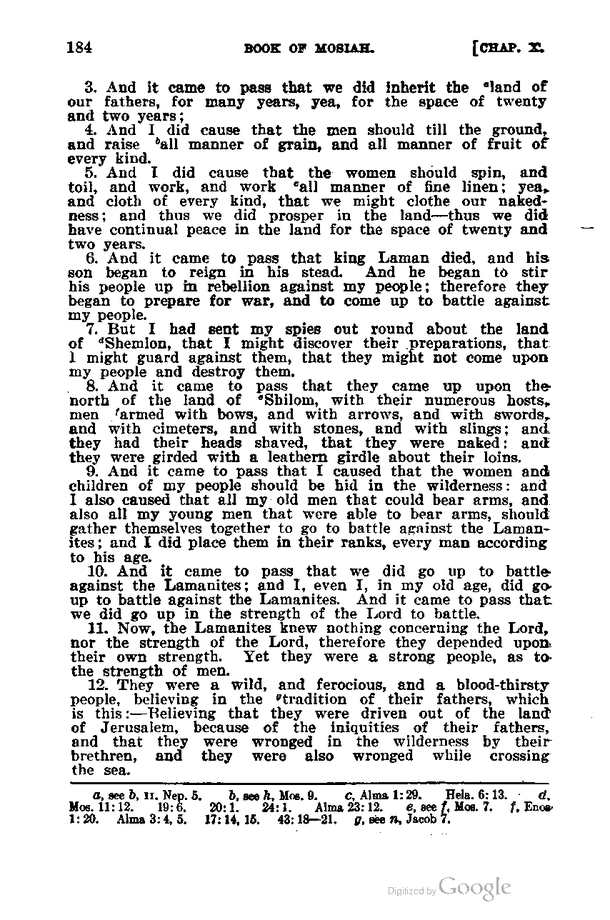 184 BOOK OF MOSIAH. [CHAP. X.
3. And it came to pass that we did inherit the ᵃland of
our fathers, for many years, yea, for the space of twenty
and two years;
4. And I did cause that the men should till the ground,
and raise ᵇall manner of grain, and all manner of fruit of
every kind.
5. And I did cause that the women should spin, and
toil, and work, and work ᶜall manner of fine linen; yea,
and cloth of every kind, that we might clothe our naked-
ness; and thus we did prosper in the land—thus we did
have continual peace in the land for the space of twenty and
two years.
6. And it came to pass that king Laman died, and his
son began to reign in his stead. And he began to stir
his people up in rebellion against my people; therefore they
began to prepare for war, and to come up to battle against
my people.
7. But I had sent my spies out round about the land
of ᵈShemlon, that I might discover their preparations, that
I might guard against them, that they might not come upon
my people and destroy them.
8. And it came to pass that they came up upon the
north of the land of ᵉShilom, with their numerous hosts,
men ᶠarmed with bows, and with arrows, and with swords,
and with cimeters, and with stones, and with slings; and
they had their heads shaved, that they were naked; and
they were girded with a leathern girdle about their loins.
9. And it came to pass that I caused that the women and
children of my people should be hid in the wilderness; and
I also caused that all my old men that could bear arms, and
also all my young men that were able to bear arms, should
gather themselves together to go to battle against the Laman-
ites; and I did place them in their ranks, every man according
to his age.
10. And it came to pass that we did go up to battle
against the Lamanites; and I, even I, in my old age, did go
up to battle against the Lamanites. And it came to pass that
we did go up in the strength of the Lord to battle.
11. Now, the Lamanites knew nothing concerning the Lord,
nor the strength of the Lord, therefore they depended upon
their own strength. Yet they were a strong people, as to
the strength of men.
12. They were a wild, and ferocious, and a blood-thirsty
people, believing in the ᵍtradition of their fathers, which
is this:—Believing that they were driven out of the land
of Jerusalem, because of the iniquities of their fathers,
and that they were wronged in the wilderness by their
brethren, and they were also wronged while crossing
the sea.
a, see b, II. Nep. 5. b, see h, Mos. 9. c, Alma 1:29. Hela. 6:13. d,
Mos. 11:12. 19:6. 20:1. 24:1. Alma 23:12. e, see f, Mos. 7. f, Enos
1:20. Alma 3:4, 5. 17:14, 15. 43:18—21. g, see n, Jacob 7.
Digitized by Google